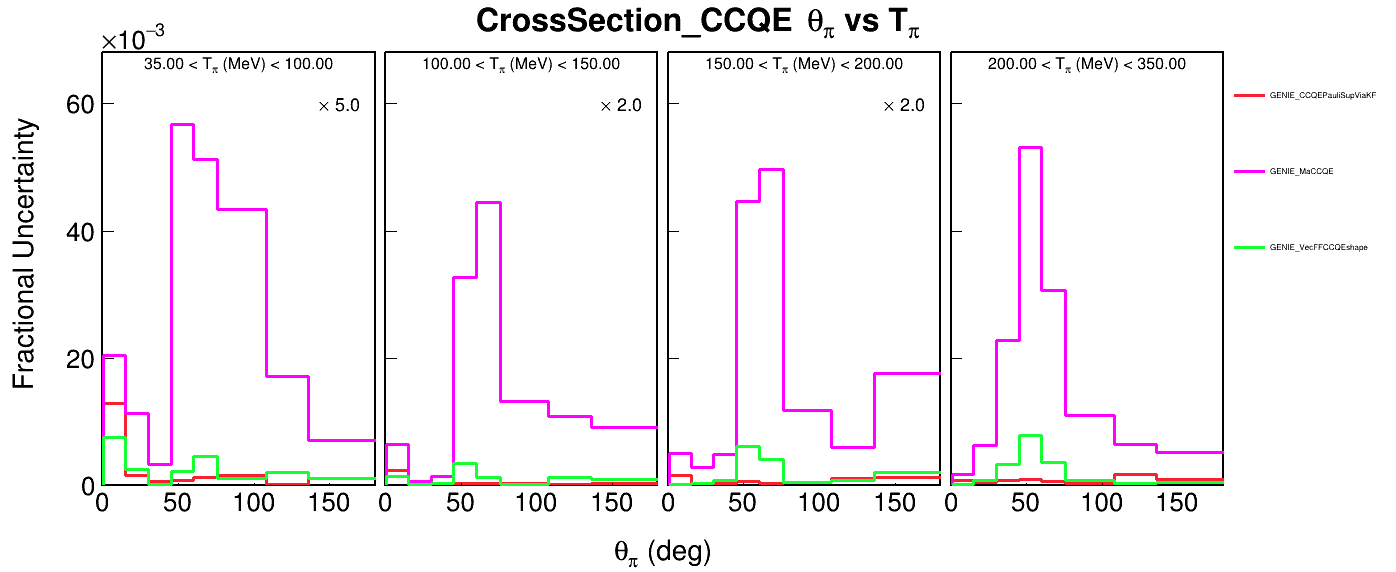 CrossSection_CCQE θπ vs Tπ
×10⁻³
35.00 < Tπ (MeV) < 100.00
100.00 < Tπ (MeV) < 150.00
150.00 < Tπ (MeV) < 200.00
200.00 < Tπ (MeV) < 350.00
× 5.0
× 2.0
× 2.0
GENIE_CCQEPauliSupViaKF
GENIE_MaCCQE
GENIE_VecFFCCQEshape
Fractional Uncertainty
60
40
20
0
0 50 100 150
0 50 100 150
0 50 100 150
0 50 100 150
θπ (deg)